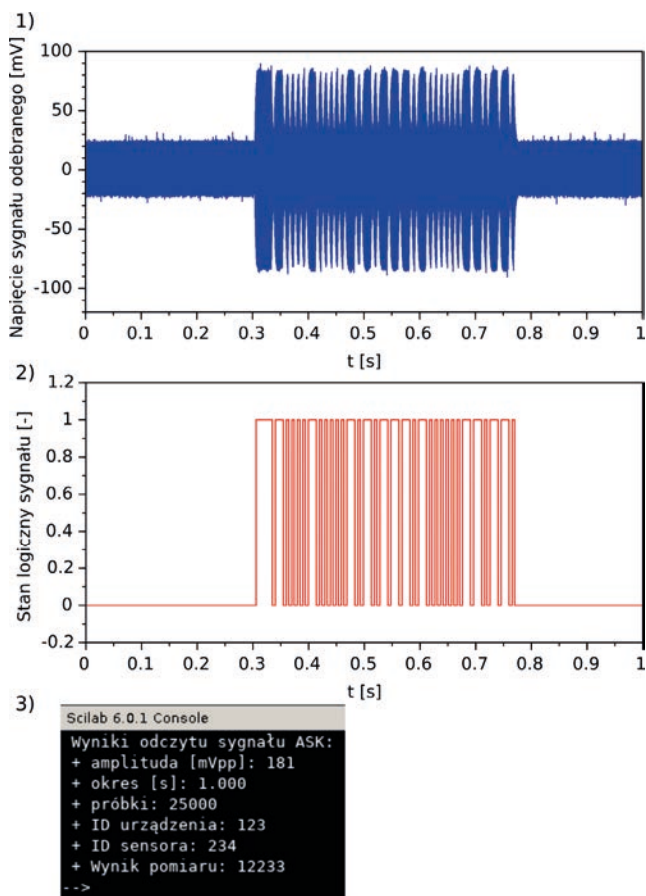 1)
Napięcie sygnału odebranego [mV]
100
50
0
-50
-100
0 0.1 0.2 0.3 0.4 0.5 0.6 0.7 0.8 0.9 1
t [s]
2)
Stan logiczny sygnału [-]
1.2
1
0.8
0.6
0.4
0.2
0
-0.2
0 0.1 0.2 0.3 0.4 0.5 0.6 0.7 0.8 0.9 1
t [s]
3)
Scilab 6.0.1 Console
Wyniki odczytu sygnału ASK:
+ amplituda [mVpp]: 181
+ okres [s]: 1.000
+ próbki: 25000
+ ID urządzenia: 123
+ ID sensora: 234
+ Wynik pomiaru: 12233
-->